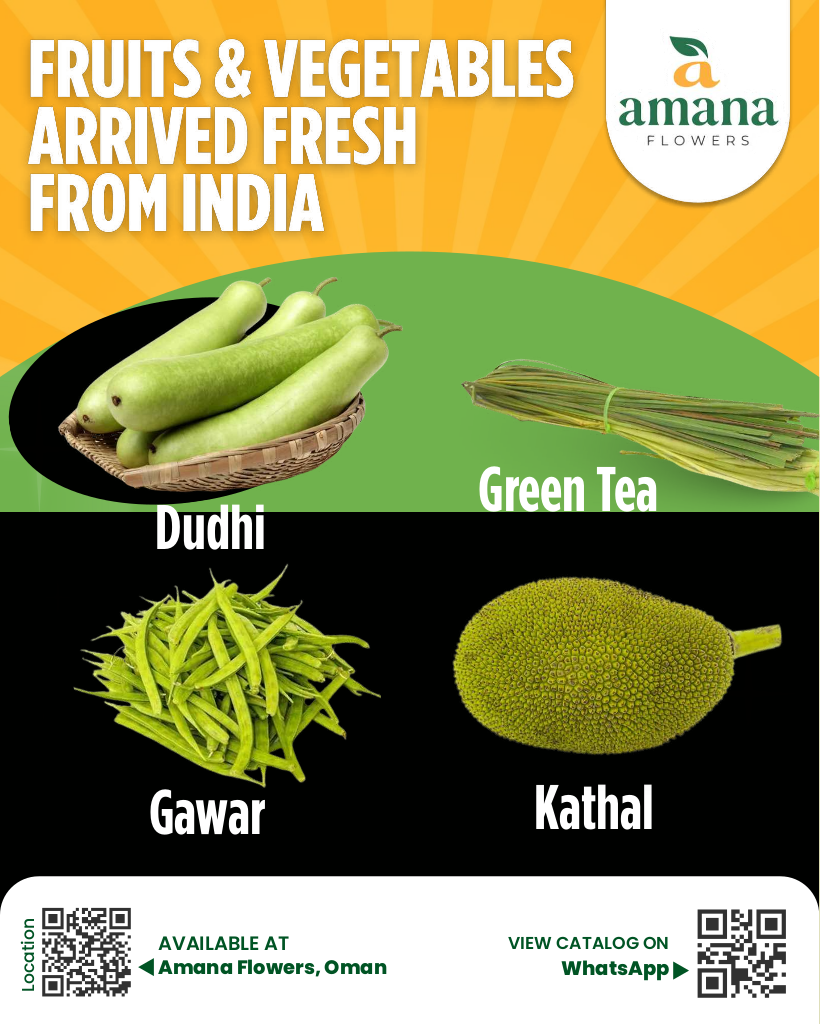 FRUITS & VEGETABLES
ARRIVED FRESH
FROM INDIA
a
amana
FLOWERS
Dudhi
Green Tea
Gawar
Kathal
Location
AVAILABLE AT
Amana Flowers, Oman
VIEW CATALOG ON
WhatsApp